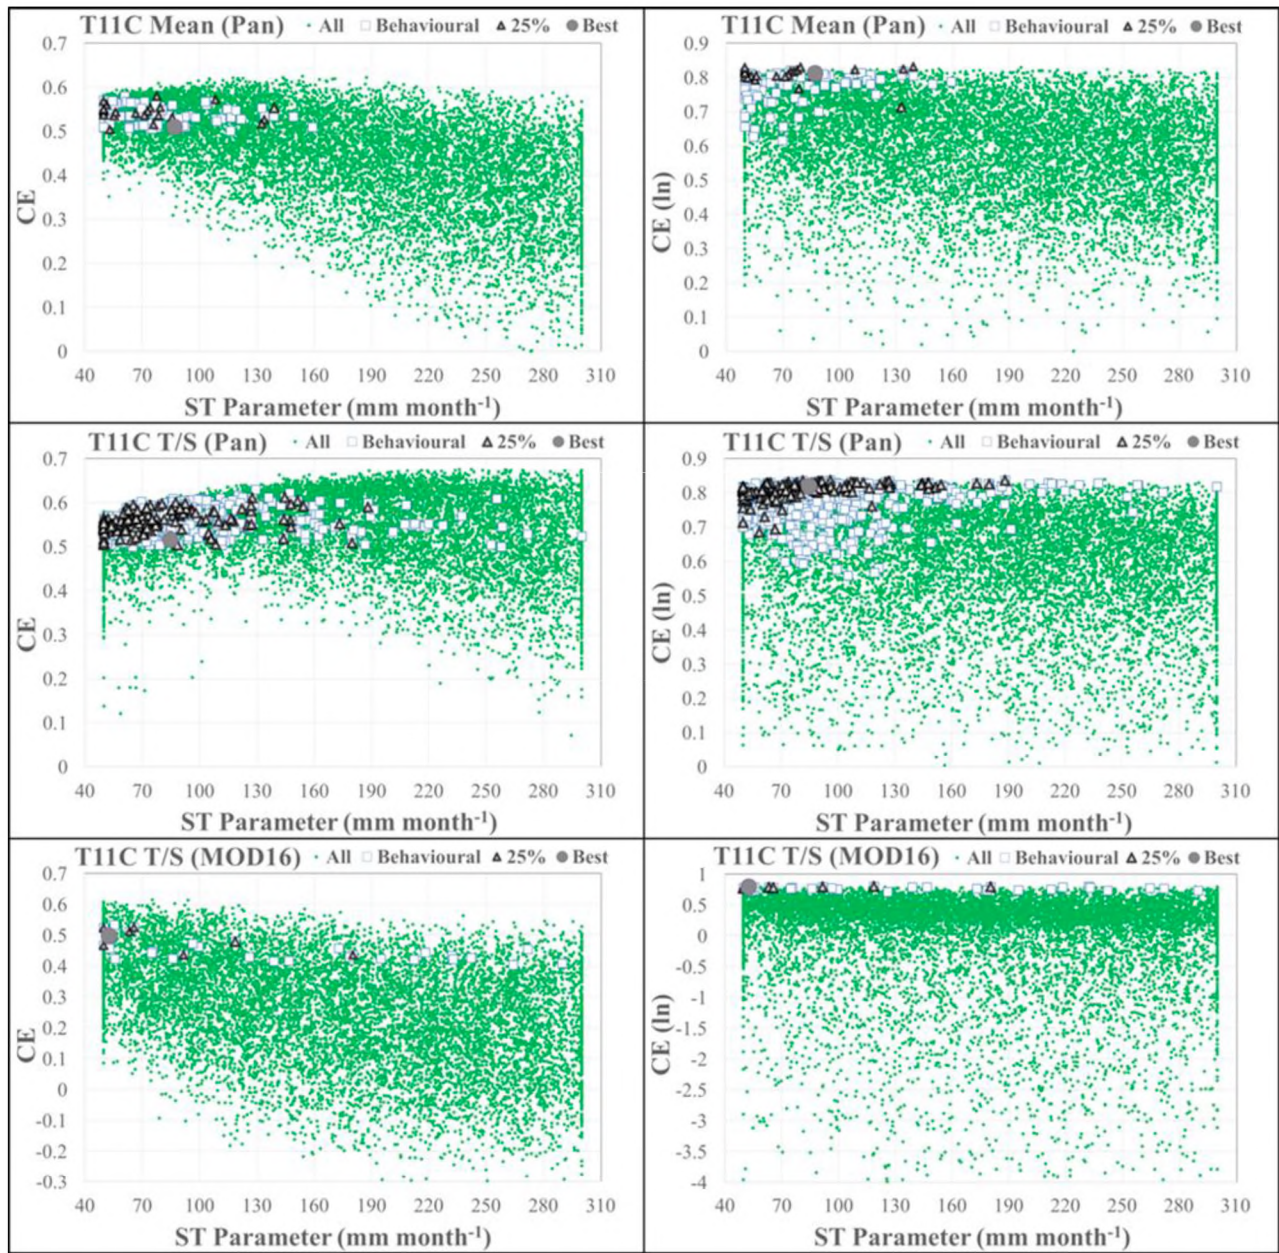 T11C Mean (Pan) All Behavioural 25% Best
0.7
0.6
0.5
0.4
0.3
0.2
0.1
0
CE
40 70 100 130 160 190 220 250 280 310
ST Parameter (mm month-1)
T11C Mean (Pan) All Behavioural 25% Best
0.9
0.8
0.7
0.6
0.5
0.4
0.3
0.2
0.1
0
CE (ln)
40 70 100 130 160 190 220 250 280 310
ST Parameter (mm month-1)
T11C T/S (Pan) All Behavioural 25% Best
0.7
0.6
0.5
0.4
0.3
0.2
0.1
0
CE
40 70 100 130 160 190 220 250 280 310
ST Parameter (mm month-1)
T11C T/S (Pan) All Behavioural 25% Best
0.9
0.8
0.7
0.6
0.5
0.4
0.3
0.2
0.1
0
CE (ln)
40 70 100 130 160 190 220 250 280 310
ST Parameter (mm month-1)
T11C T/S (MOD16) All Behavioural 25% Best
0.7
0.6
0.5
0.4
0.3
0.2
0.1
0
-0.1
-0.2
-0.3
CE
40 70 100 130 160 190 220 250 280 310
ST Parameter (mm month-1)
T11C T/S (MOD16) All Behavioural 25% Best
1
0.5
0
-0.5
-1
-1.5
-2
-2.5
-3
-3.5
-4
CE (ln)
40 70 100 130 160 190 220 250 280 310
ST Parameter (mm month-1)